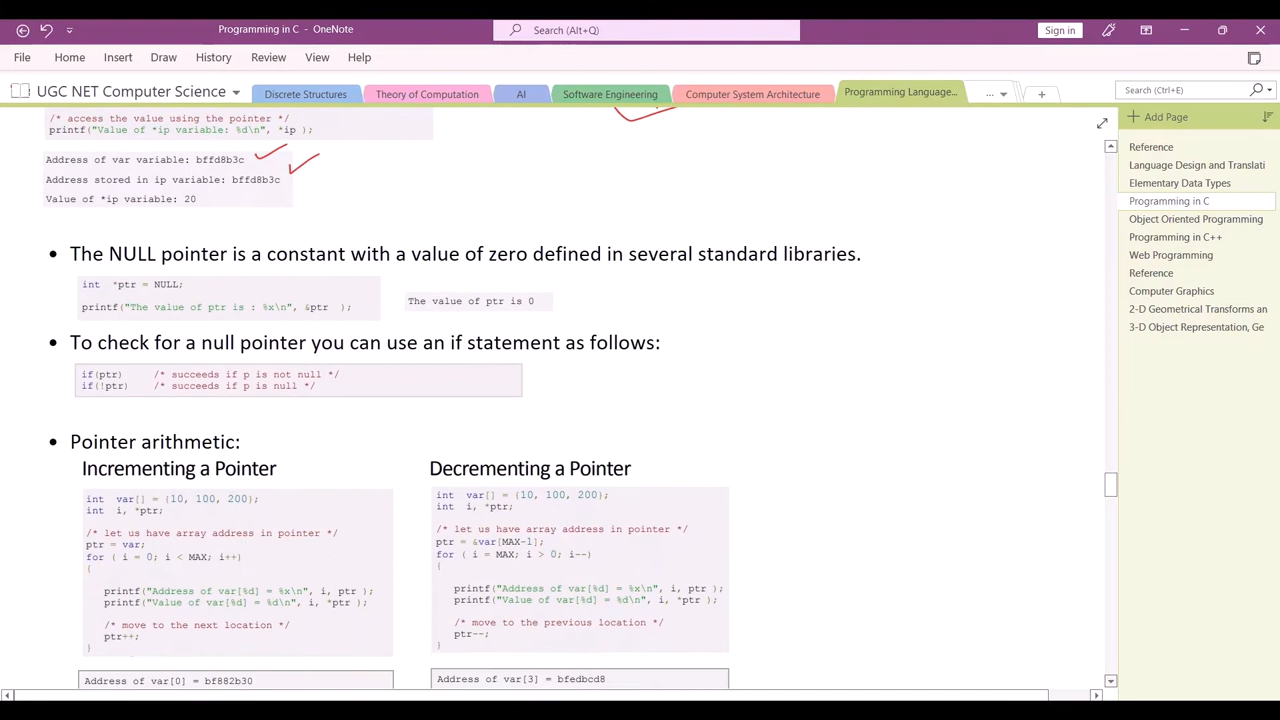 Programming in C - OneNote
Search (Alt+Q)
Sign in
File Home Insert Draw History Review View Help
UGC NET Computer Science
Discrete Structures
Theory of Computation
AI
Software Engineering
Computer System Architecture
Programming Language...
...
Search (Ctrl+E)
/* access the value using the pointer */
printf("Value of *ip variable: %d\n", *ip );
Address of var variable: bffd8b3c
Address stored in ip variable: bffd8b3c
Value of *ip variable: 20
• The NULL pointer is a constant with a value of zero defined in several standard libraries.
int *ptr = NULL;
printf("The value of ptr is : %x\n", &ptr );
The value of ptr is 0
• To check for a null pointer you can use an if statement as follows:
if(ptr) /* succeeds if p is not null */
if(!ptr) /* succeeds if p is null */
• Pointer arithmetic:
Incrementing a Pointer
int var[] = {10, 100, 200};
int i, *ptr;
/* let us have array address in pointer */
ptr = var;
for ( i = 0; i < MAX; i++)
{
printf("Address of var[%d] = %x\n", i, ptr );
printf("Value of var[%d] = %d\n", i, *ptr );
/* move to the next location */
ptr++;
}
Address of var[0] = bf882b30
Decrementing a Pointer
int var[] = {10, 100, 200};
int i, *ptr;
/* let us have array address in pointer */
ptr = &var[MAX-1];
for ( i = MAX; i > 0; i--)
{
printf("Address of var[%d] = %x\n", i, ptr );
printf("Value of var[%d] = %d\n", i, *ptr );
/* move to the previous location */
ptr--;
}
Address of var[3] = bfedbcd8
Add Page
Reference
Language Design and Translati
Elementary Data Types
Programming in C
Object Oriented Programming
Programming in C++
Web Programming
Reference
Computer Graphics
2-D Geometrical Transforms an
3-D Object Representation, Ge